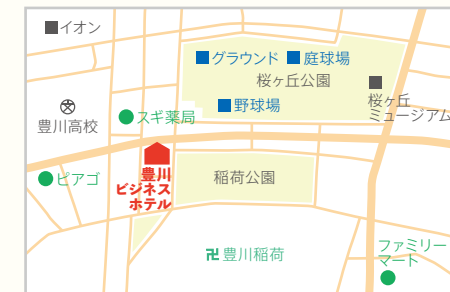 イオン
グラウンド
庭球場
桜ヶ丘公園
野球場
桜ヶ丘
ミュージアム
豊川高校
スギ薬局
ピアゴ
豊川
ビジネス
ホテル
稲荷公園
卍豊川稲荷
ファミリー
マート